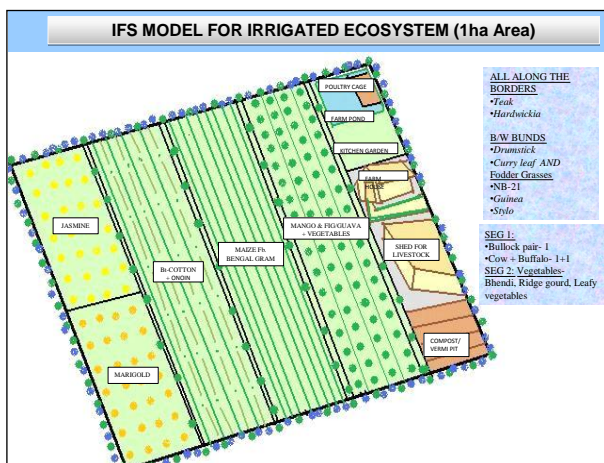 IFS MODEL FOR IRRIGATED ECOSYSTEM (1ha Area)
POULTRY CAGE
FARM POND
KITCHEN GARDEN
FARM
HOUSE
JASMINE
Bt-COTTON
+ ONOIN
MAIZE Fb.
BENGAL GRAM
MANGO & FIG/GUAVA
+ VEGETABLES
SHED FOR
LIVESTOCK
MARIGOLD
COMPOST/
VERMI PIT
ALL ALONG THE
BORDERS
•Teak
•Hardwickia
B/W BUNDS
•Drumstick
•Curry leaf AND
Fodder Grasses
•NB-21
•Guinea
•Stylo
SEG 1:
•Bullock pair- 1
•Cow + Buffalo- 1+1
SEG 2: Vegetables-
Bhendi, Ridge gourd, Leafy
vegetables